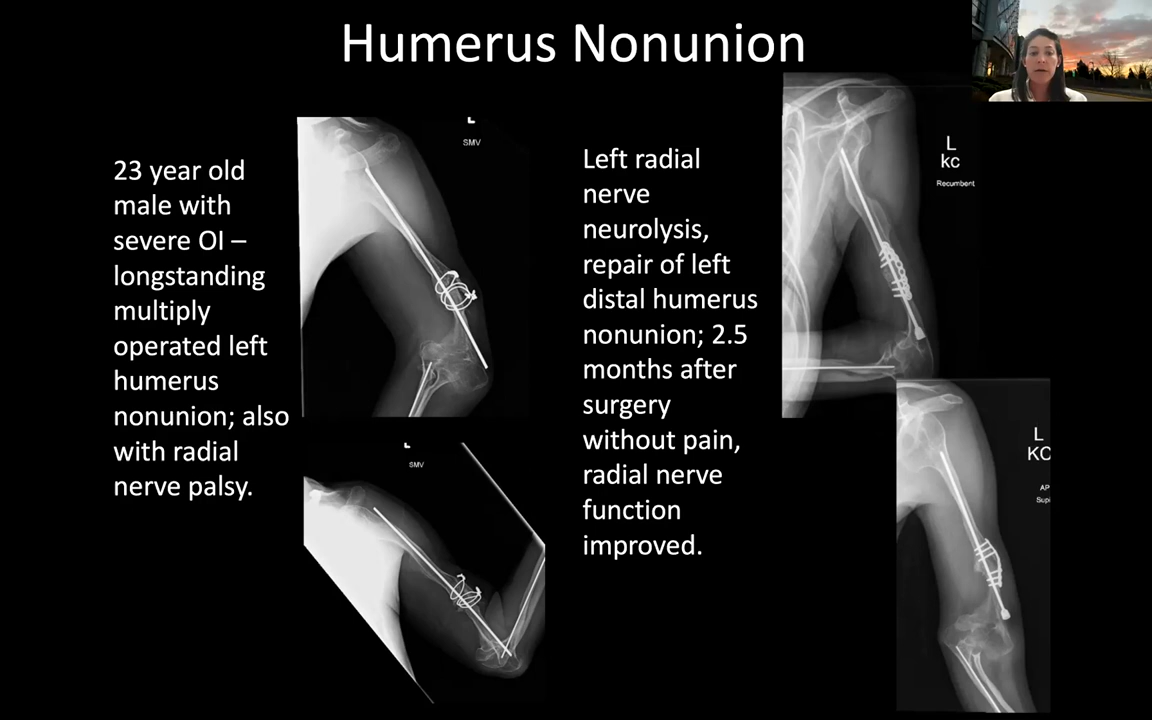 Humerus Nonunion
23 year old
male with
severe OI –
longstanding
multiply
operated left
humerus
nonunion; also
with radial
nerve palsy.
L
SMV
L
SMV
Left radial
nerve
neurolysis,
repair of left
distal humerus
nonunion; 2.5
months after
surgery
without pain,
radial nerve
function
improved.
L
kc
Recumbent
L
KC
AP
Supi